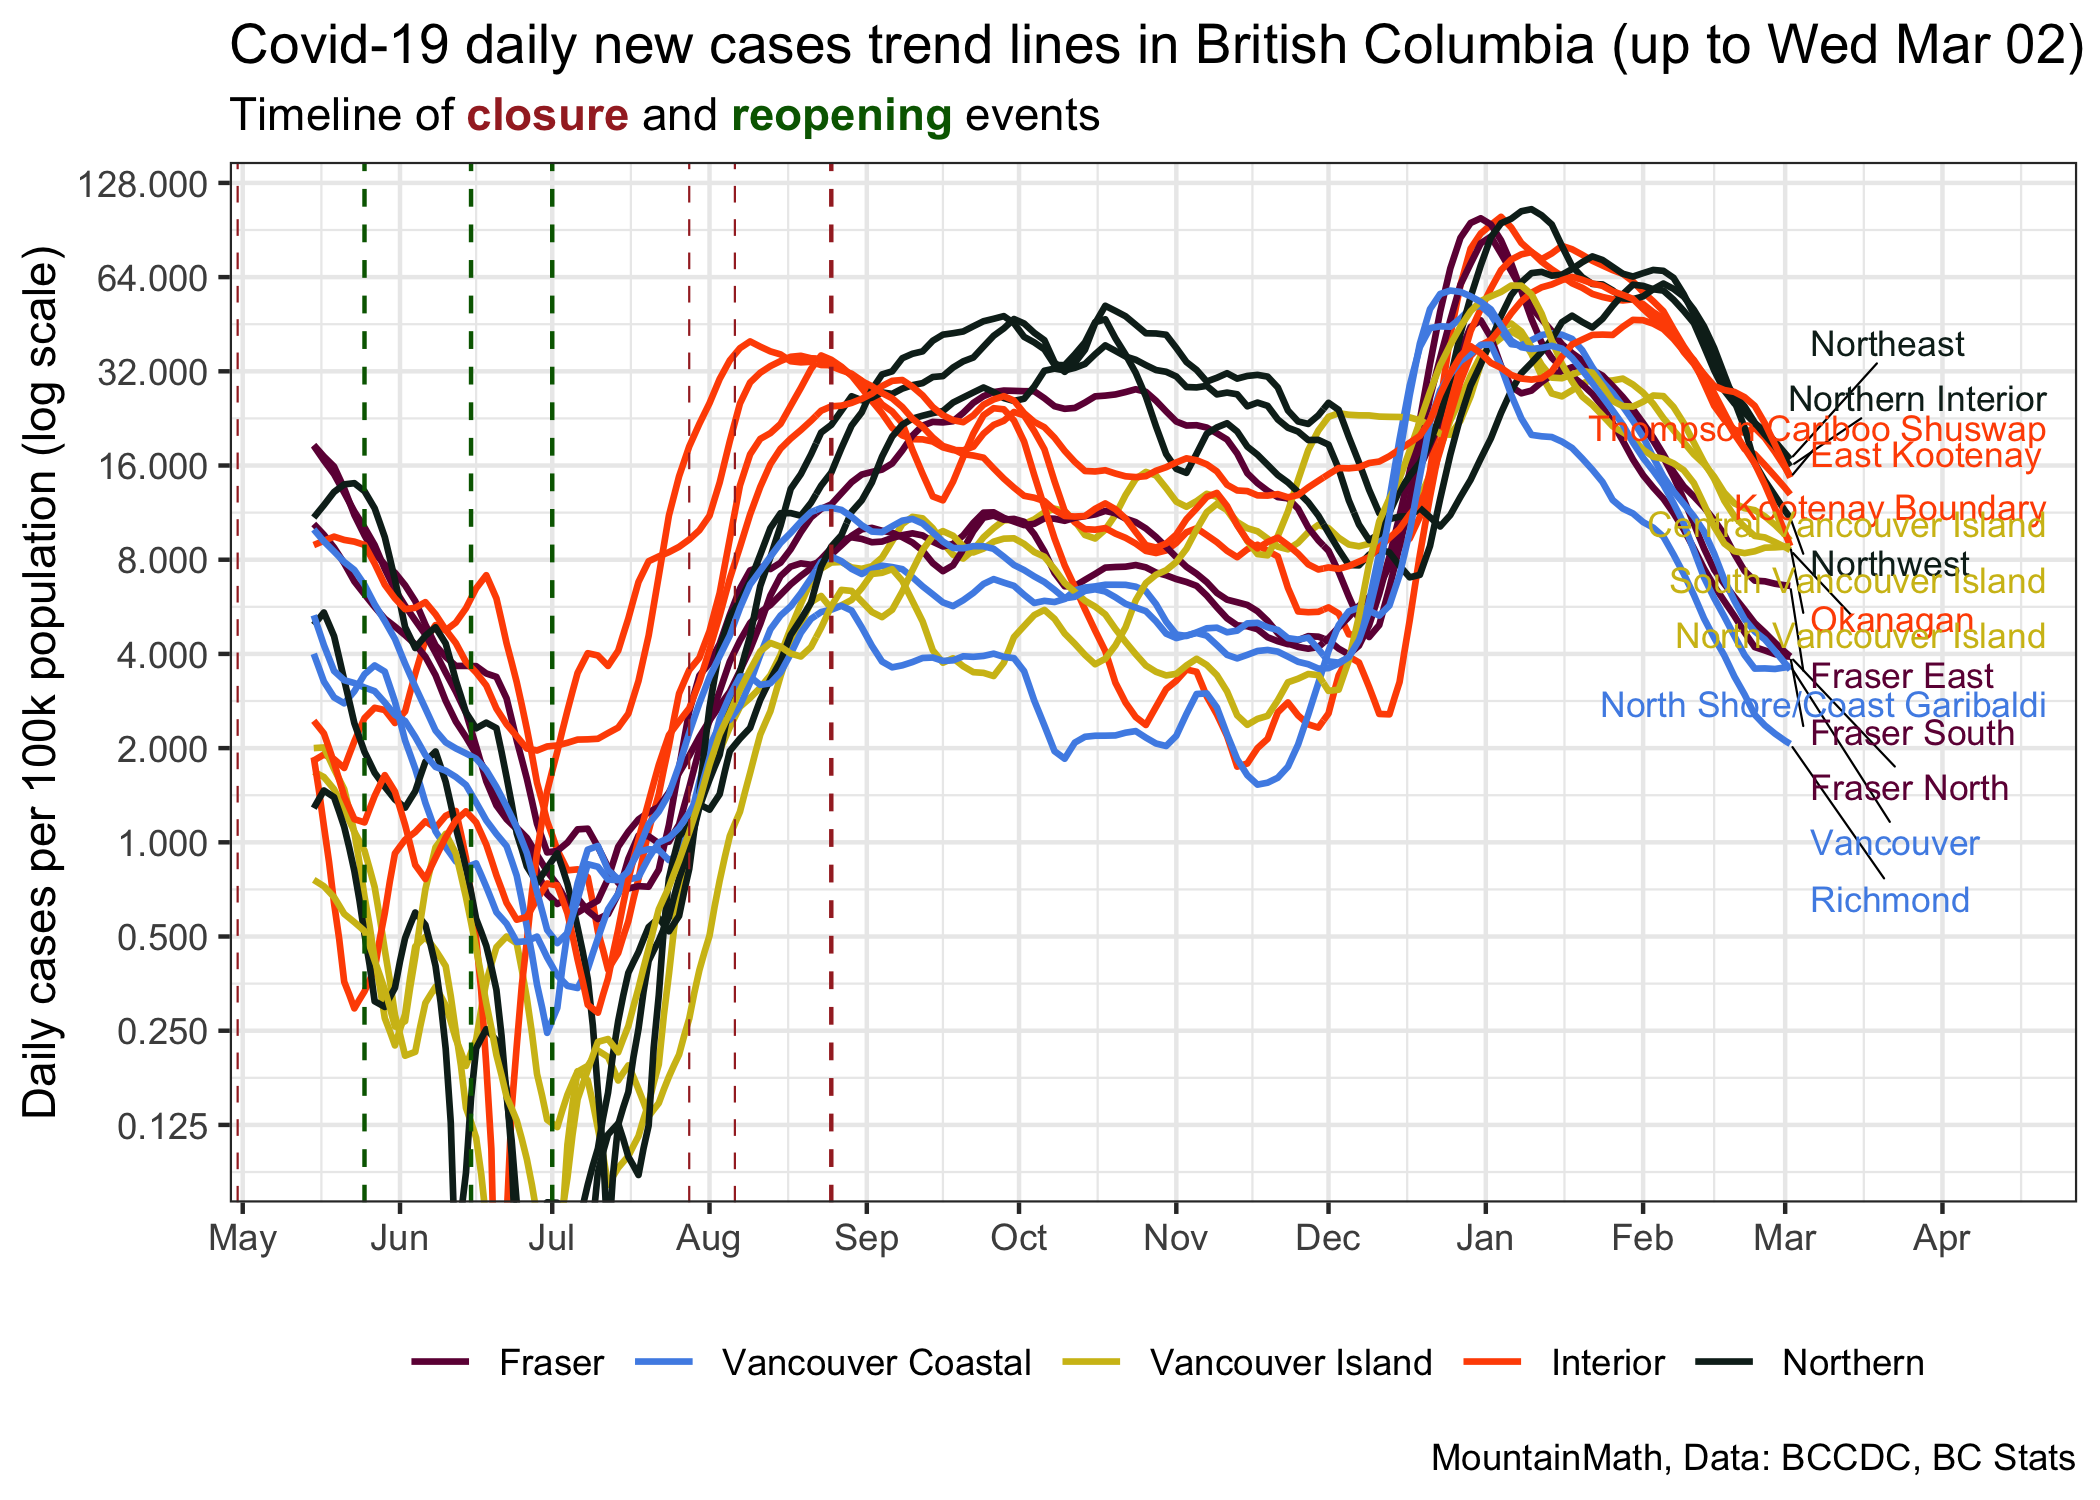 Covid-19 daily new cases trend lines in British Columbia (up to Wed Mar 02)
Timeline of closure and reopening events
Daily cases per 100k population (log scale)
128.000
64.000
32.000
16.000
8.000
4.000
2.000
1.000
0.500
0.250
0.125
Northeast
Northern Interior
Thompson Cariboo Shuswap
East Kootenay
Kootenay Boundary
Central Vancouver Island
Northwest
South Vancouver Island
Okanagan
North Vancouver Island
Fraser East
North Shore/Coast Garibaldi
Fraser South
Fraser North
Vancouver
Richmond
May Jun Jul Aug Sep Oct Nov Dec Jan Feb Mar Apr
Fraser Vancouver Coastal Vancouver Island Interior Northern
MountainMath, Data: BCCDC, BC Stats